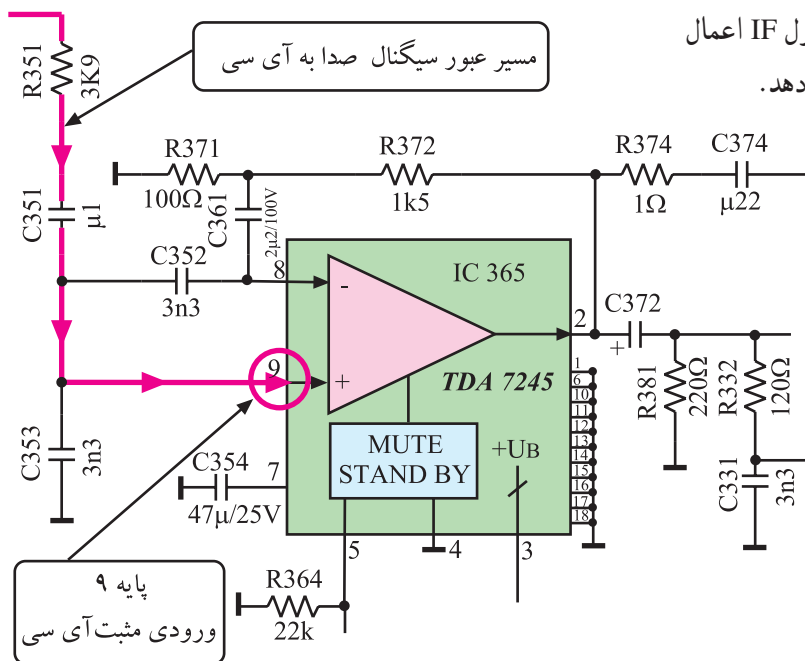 رل IF اعمال
دهد.
مسیر عبور سیگنال صدا به آی سی
R351
3K9
R371
100Ω
R372
1k5
R374
1Ω
C374
µ22
C351
µ1
C361
2µ2/100V
C352
3n3
8
IC 365
-
2
C372
+
9
+
TDA 7245
1
6
10
11
12
13
14
15
16
17
18
R381
220Ω
R332
120Ω
C353
3n3
MUTE
STAND BY
+UB
C354
47µ/25V
7
C331
3n3
5
4
3
R364
22k
پایه ۹
ورودی مثبت آی سی